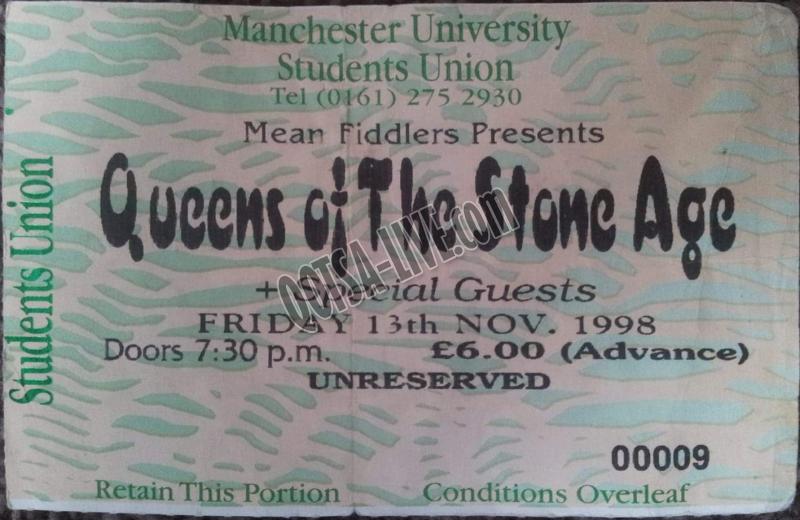 Manchester University
Students Union
Tel (0161) 275 2930
Mean Fiddlers Presents
Queens of The Stone Age
QOTSA-LIVE.com
+ Special Guests
FRIDAY 13th NOV. 1998
Doors 7:30 p.m. £6.00 (Advance)
UNRESERVED
00009
Retain This Portion Conditions Overleaf
Students Union